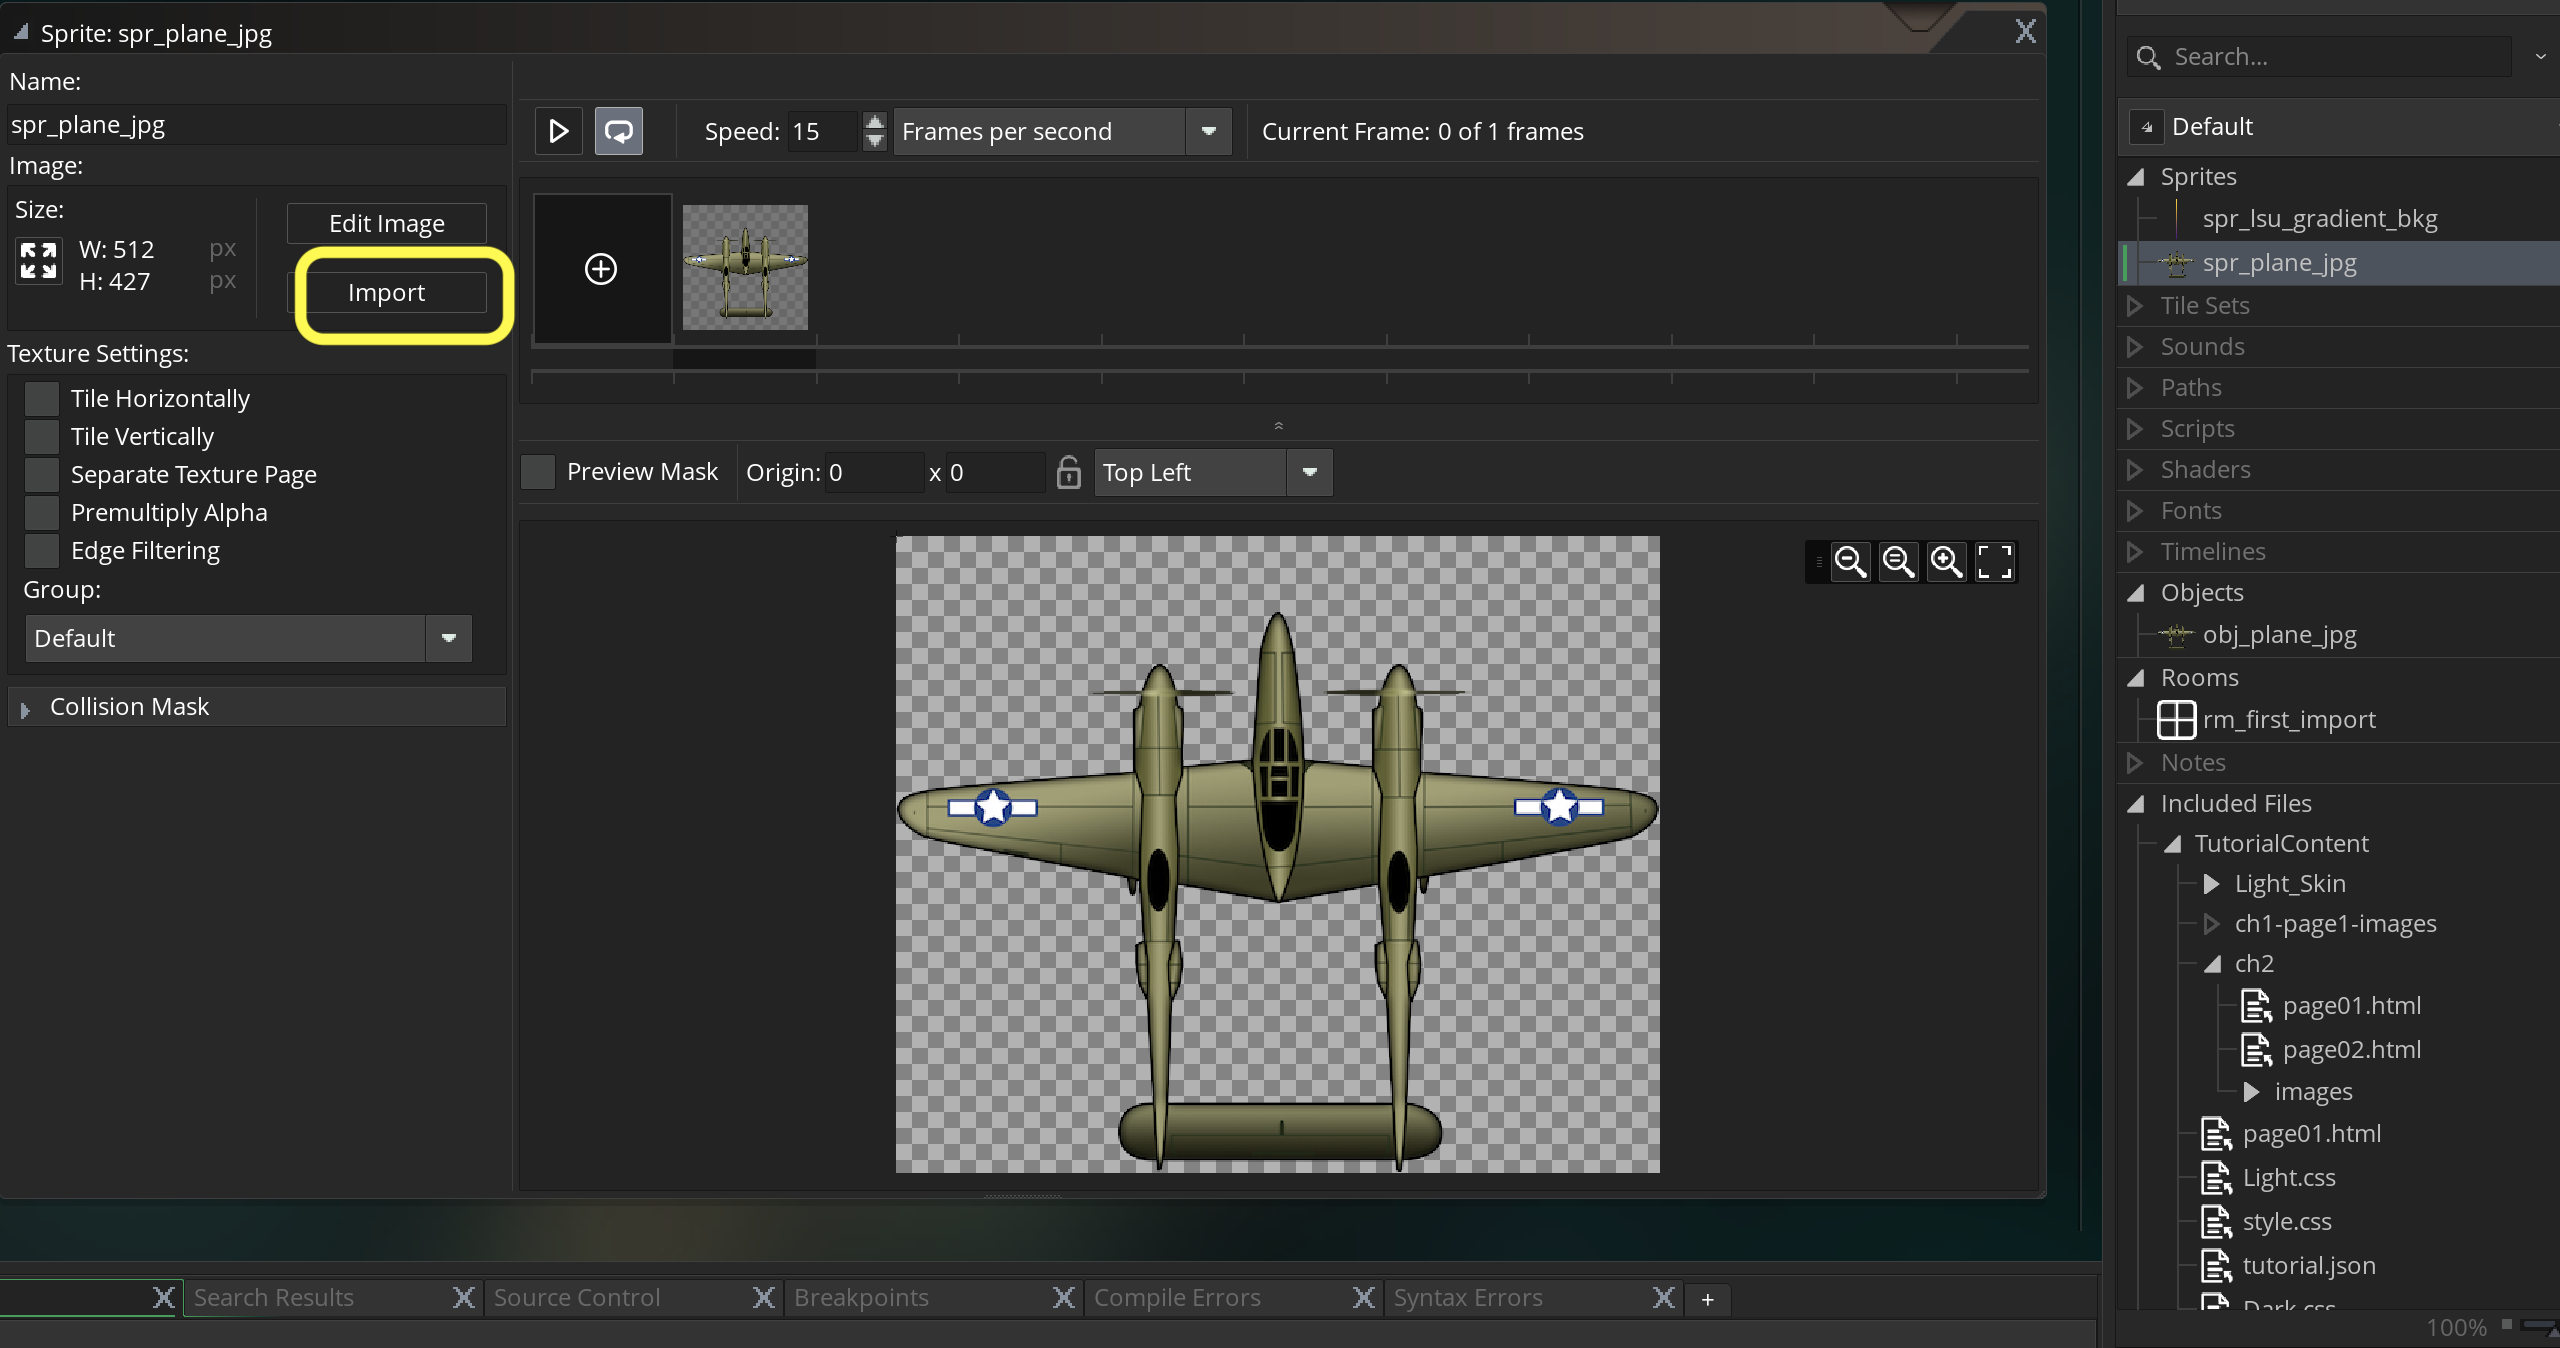 Sprite: spr_plane_jpg
Name:
spr_plane_jpg
Image:
Size:
W: 512 px
H: 427 px
Edit Image
Import
Texture Settings:
Tile Horizontally
Tile Vertically
Separate Texture Page
Premultiply Alpha
Edge Filtering
Group:
Default
Collision Mask
Speed: 15
Frames per second
Current Frame: 0 of 1 frames
Preview Mask
Origin: 0 x 0
Top Left
Search Results
Source Control
Breakpoints
Compile Errors
Syntax Errors
+
Search...
Default
Sprites
spr_lsu_gradient_bkg
spr_plane_jpg
Tile Sets
Sounds
Paths
Scripts
Shaders
Fonts
Timelines
Objects
obj_plane_jpg
Rooms
rm_first_import
Notes
Included Files
TutorialContent
Light_Skin
ch1-page1-images
ch2
page01.html
page02.html
images
page01.html
Light.css
style.css
tutorial.json
Dark.css
100%